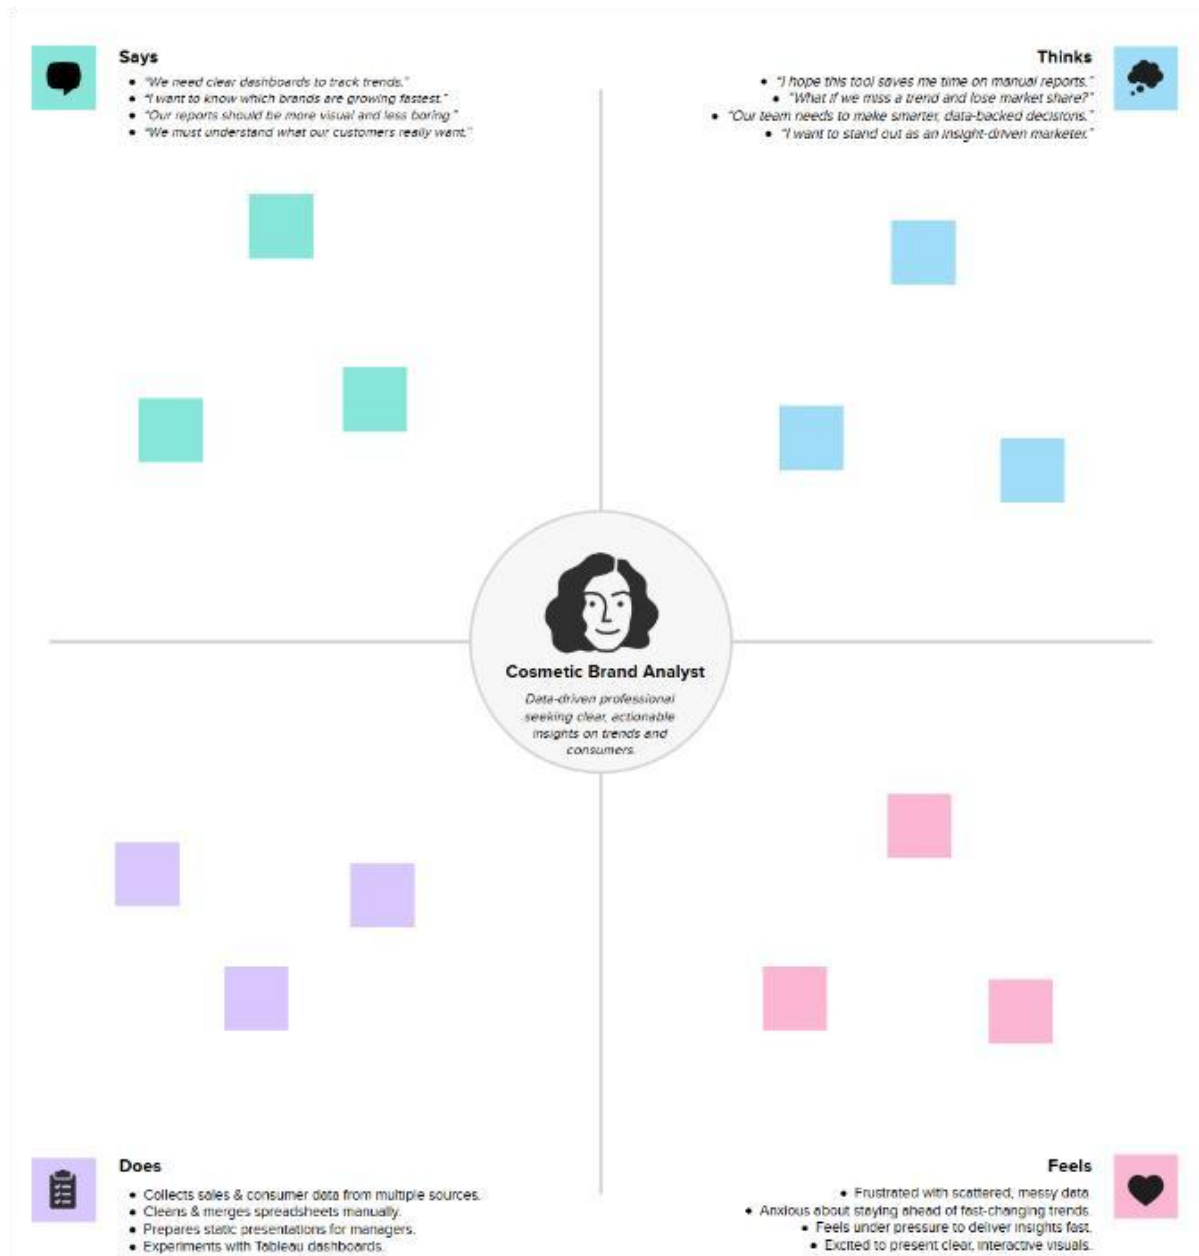 Says
• "We need clear dashboards to track trends."
• "I want to know which brands are growing fastest."
• "Our reports should be more visual and less boring."
• "We must understand what our customers really want."
Thinks
• "I hope this tool saves me time on manual reports."
• "What if we miss a trend and lose market share?"
• "Our team needs to make smarter, data-backed decisions."
• "I want to stand out as an insight-driven marketer."
Cosmetic Brand Analyst
Data-driven professional
seeking clear, actionable
insights on trends and
consumers.
Does
• Collects sales & consumer data from multiple sources.
• Cleans & merges spreadsheets manually.
• Prepares static presentations for managers.
• Experiments with Tableau dashboards.
Feels
• Frustrated with scattered, messy data.
• Anxious about staying ahead of fast-changing trends.
• Feels under pressure to deliver insights fast.
• Excited to present clear, interactive visuals.